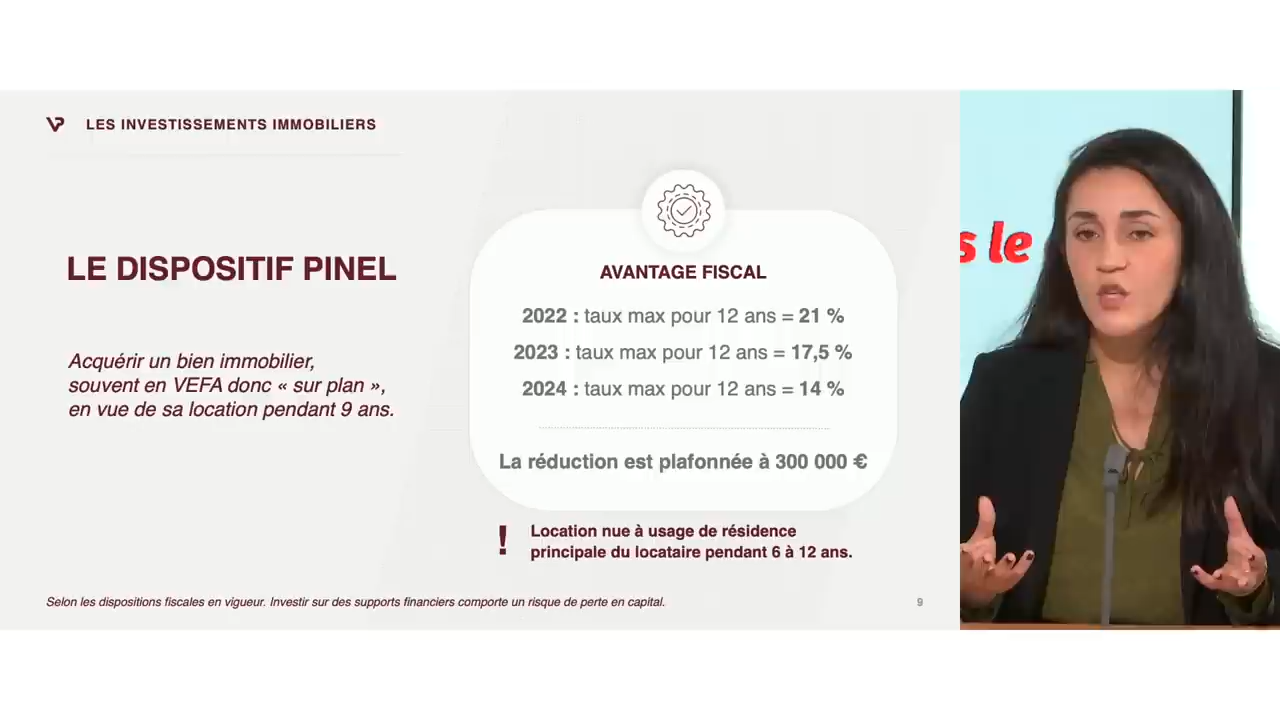 LES INVESTISSEMENTS IMMOBILIERS
LE DISPOSITIF PINEL
Acquérir un bien immobilier,
souvent en VEFA donc « sur plan »,
en vue de sa location pendant 9 ans.
AVANTAGE FISCAL
2022 : taux max pour 12 ans = 21 %
2023 : taux max pour 12 ans = 17,5 %
2024 : taux max pour 12 ans = 14 %
La réduction est plafonnée à 300 000 €
! Location nue à usage de résidence
principale du locataire pendant 6 à 12 ans.
Selon les dispositions fiscales en vigueur. Investir sur des supports financiers comporte un risque de perte en capital.
9
s le